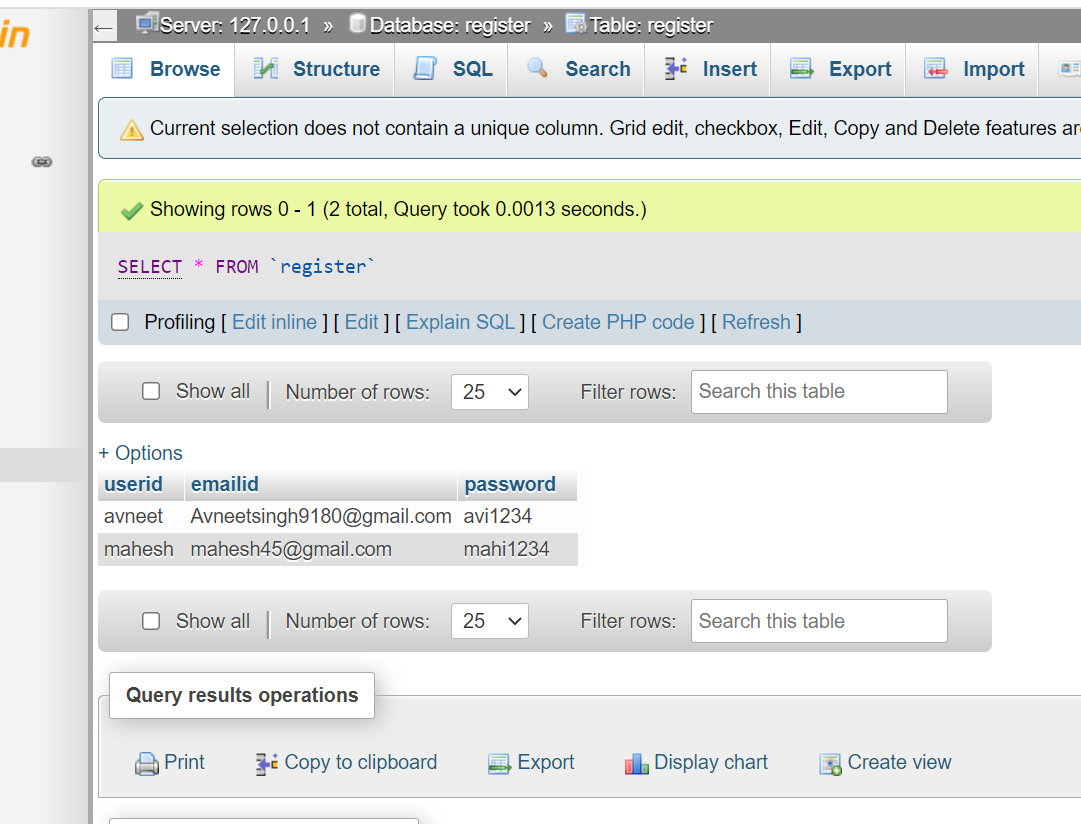 in
← Server: 127.0.0.1 » Database: register » Table: register
Browse Structure SQL Search Insert Export Import
Current selection does not contain a unique column. Grid edit, checkbox, Edit, Copy and Delete features
Showing rows 0 - 1 (2 total, Query took 0.0013 seconds.)
SELECT * FROM `register`
Profiling [ Edit inline ] [ Edit ] [ Explain SQL ] [ Create PHP code ] [ Refresh ]
Show all | Number of rows: 25 Filter rows: Search this table
+ Options
userid emailid password
avneet Avneetsingh9180@gmail.com avi1234
mahesh mahesh45@gmail.com mahi1234
Show all | Number of rows: 25 Filter rows: Search this table
Query results operations
Print Copy to clipboard Export Display chart Create view